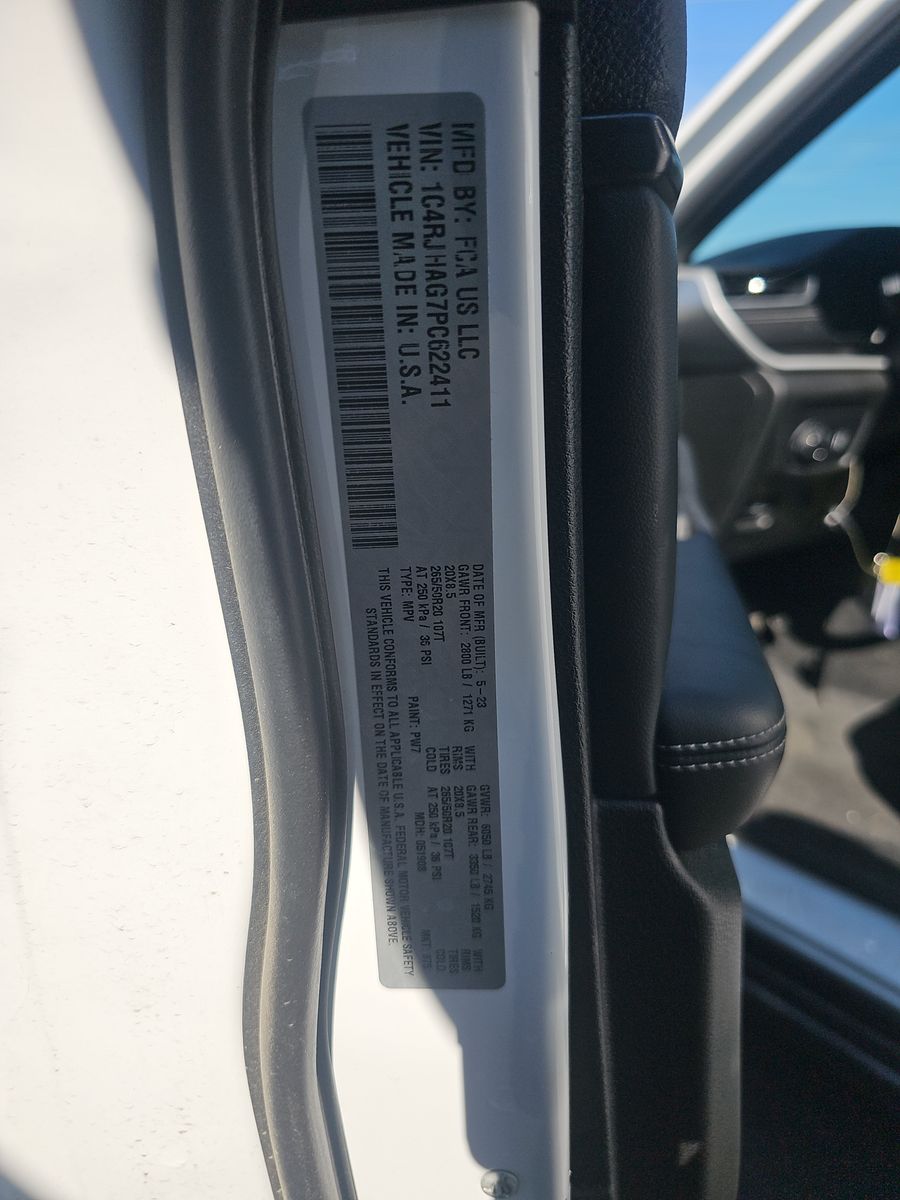 MFD BY: FCA US LLC
VIN: 1C4RJHAG7PC622411
VEHICLE MADE IN: U.S.A.
DATE OF MFR (BUILT): 5-23 GVWR: 6050 LB / 2745 KG
GAWR FRONT: 2800 LB / 1271 KG WITH GAWR REAR: 3350 LB / 1520 KG WITH
20X8.5 RIMS 20X8.5 RIMS
265/50R20 107T TIRES 265/50R20 107T TIRES
AT 250 kPa / 36 PSI COLD AT 250 kPa / 36 PSI COLD
TYPE: MPV PAINT: PW7 MDH: 051908 MKT:
THIS VEHICLE CONFORMS TO ALL APPLICABLE U.S.A. FEDERAL MOTOR VEHICLE SAFETY
STANDARDS IN EFFECT ON THE DATE OF MANUFACTURE SHOWN ABOVE.